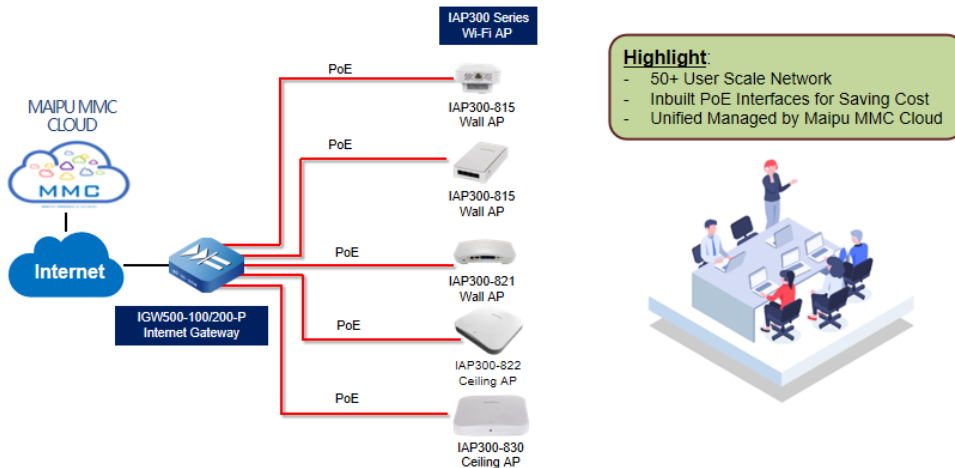 IAP300 Series
Wi-Fi AP
PoE
IAP300-815
Wall AP
PoE
IAP300-815
Wall AP
PoE
IAP300-821
Wall AP
PoE
IAP300-822
Ceiling AP
PoE
IAP300-830
Ceiling AP
MAIPU MMC
CLOUD
MMC
Internet
IGW500-100/200-P
Internet Gateway
Highlight:
- 50+ User Scale Network
- Inbuilt PoE Interfaces for Saving Cost
- Unified Managed by Maipu MMC Cloud